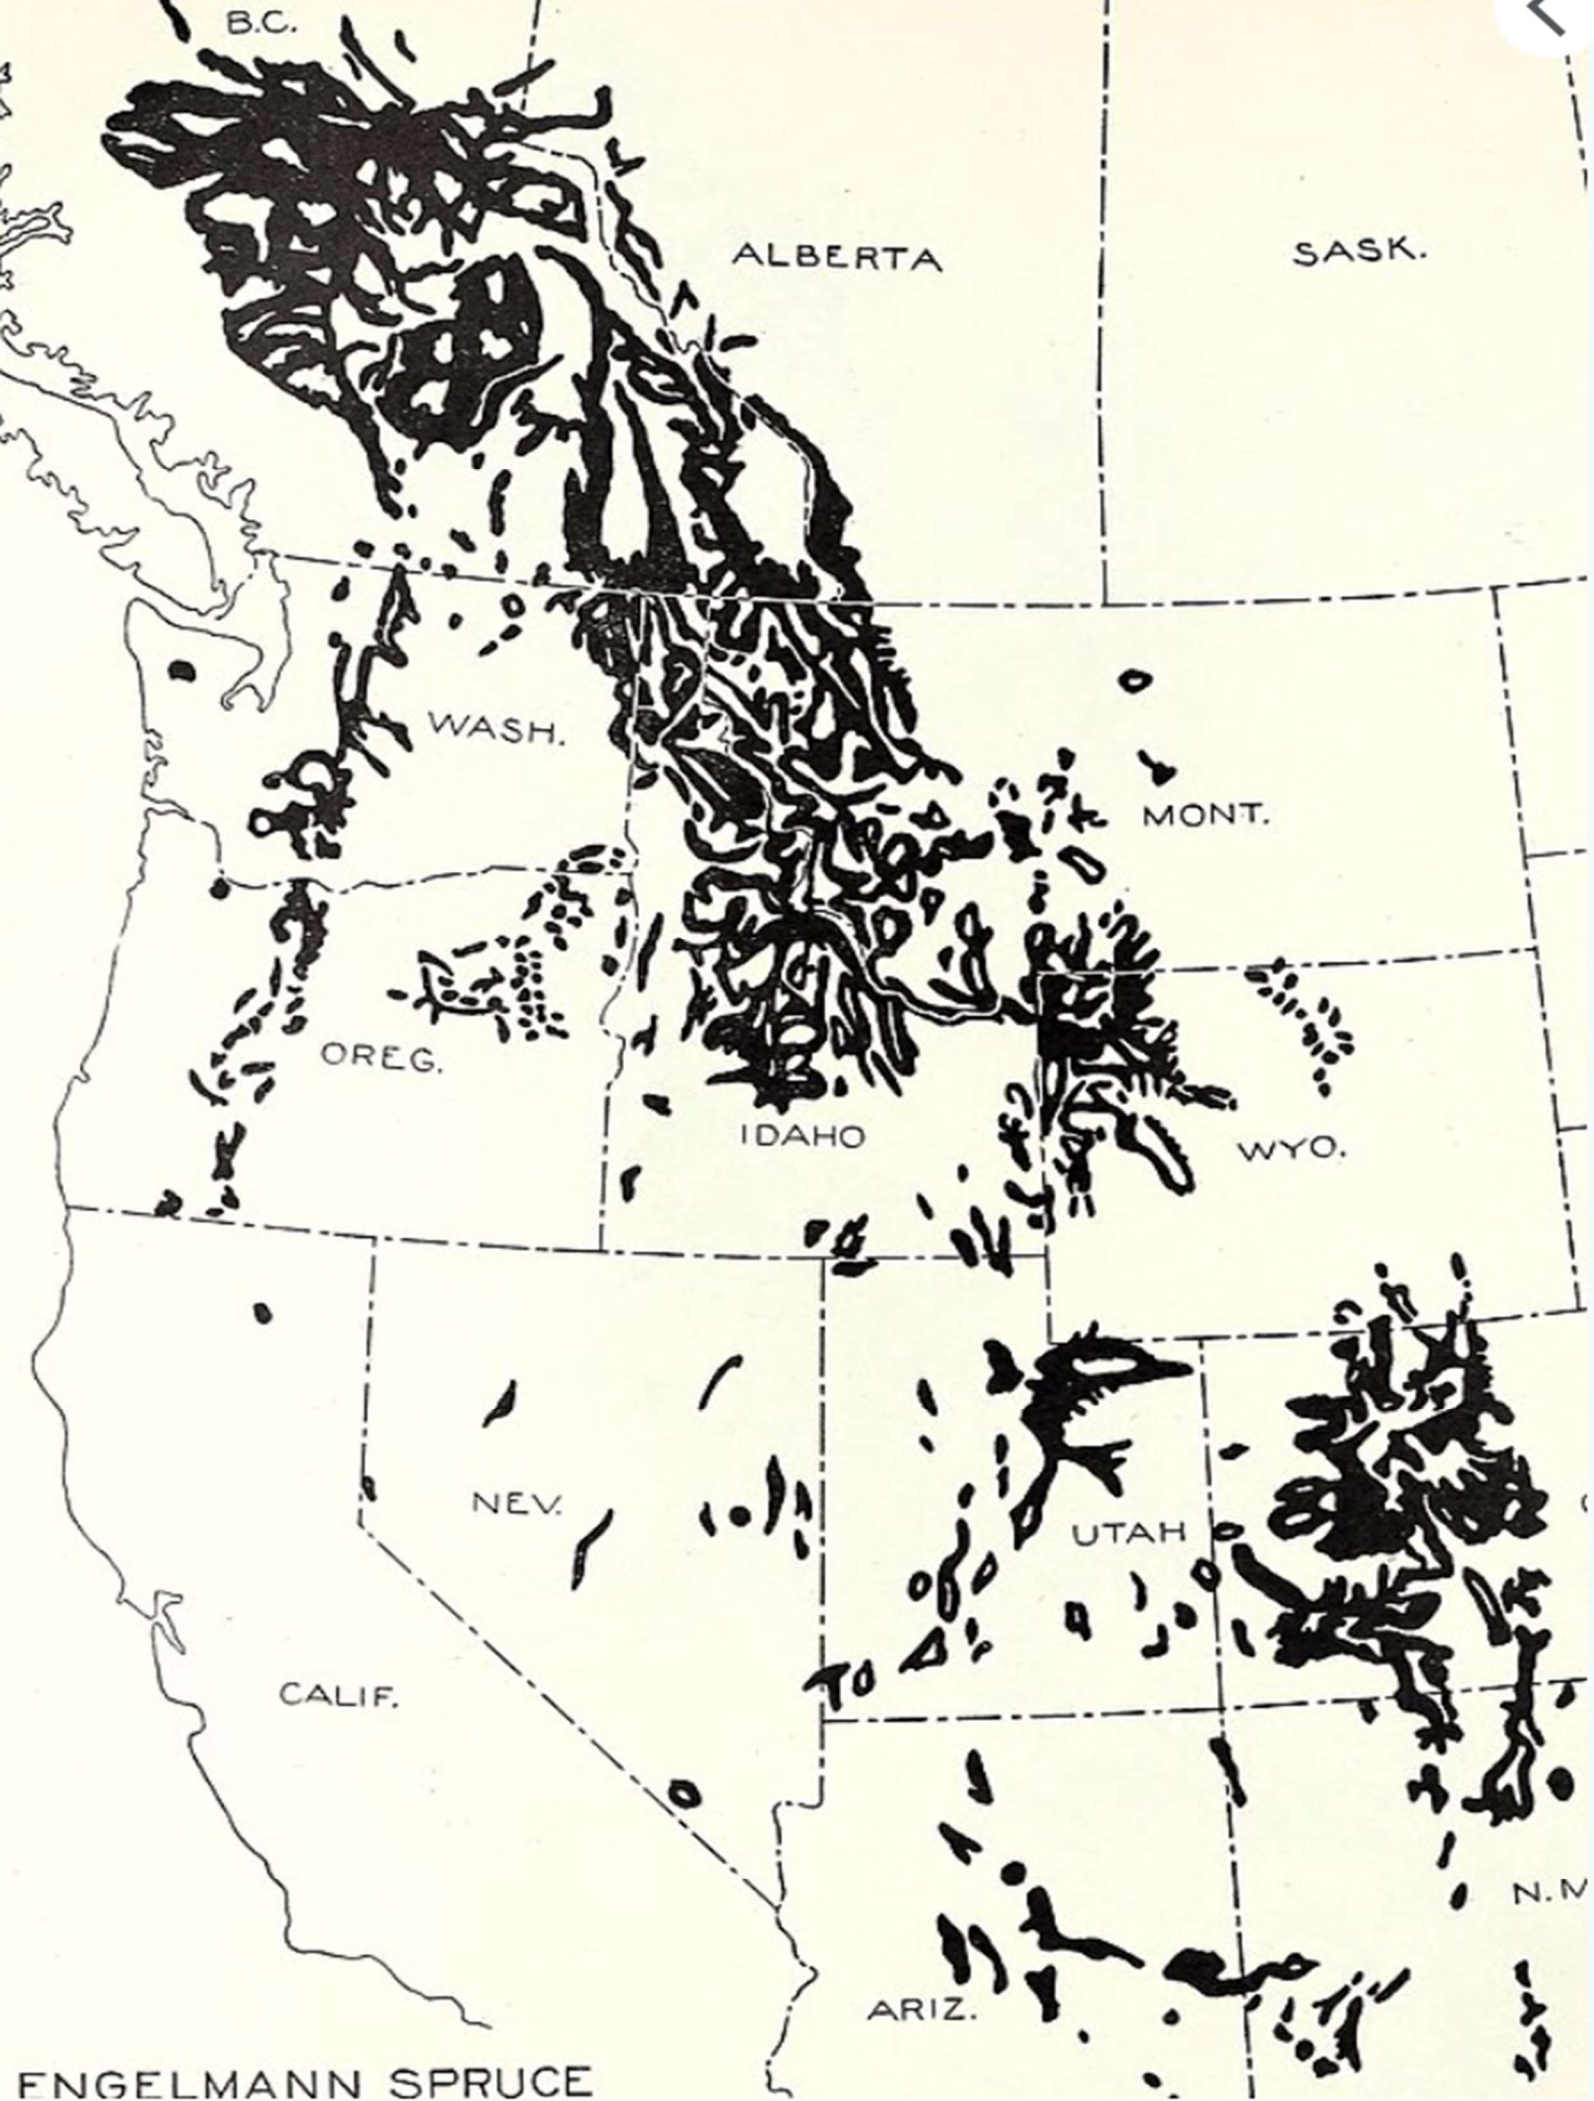 B.C.
ALBERTA
SASK.
WASH.
MONT.
OREG.
IDAHO
WYO.
NEV.
UTAH
CALIF.
N.M
ARIZ.
ENGELMANN SPRUCE